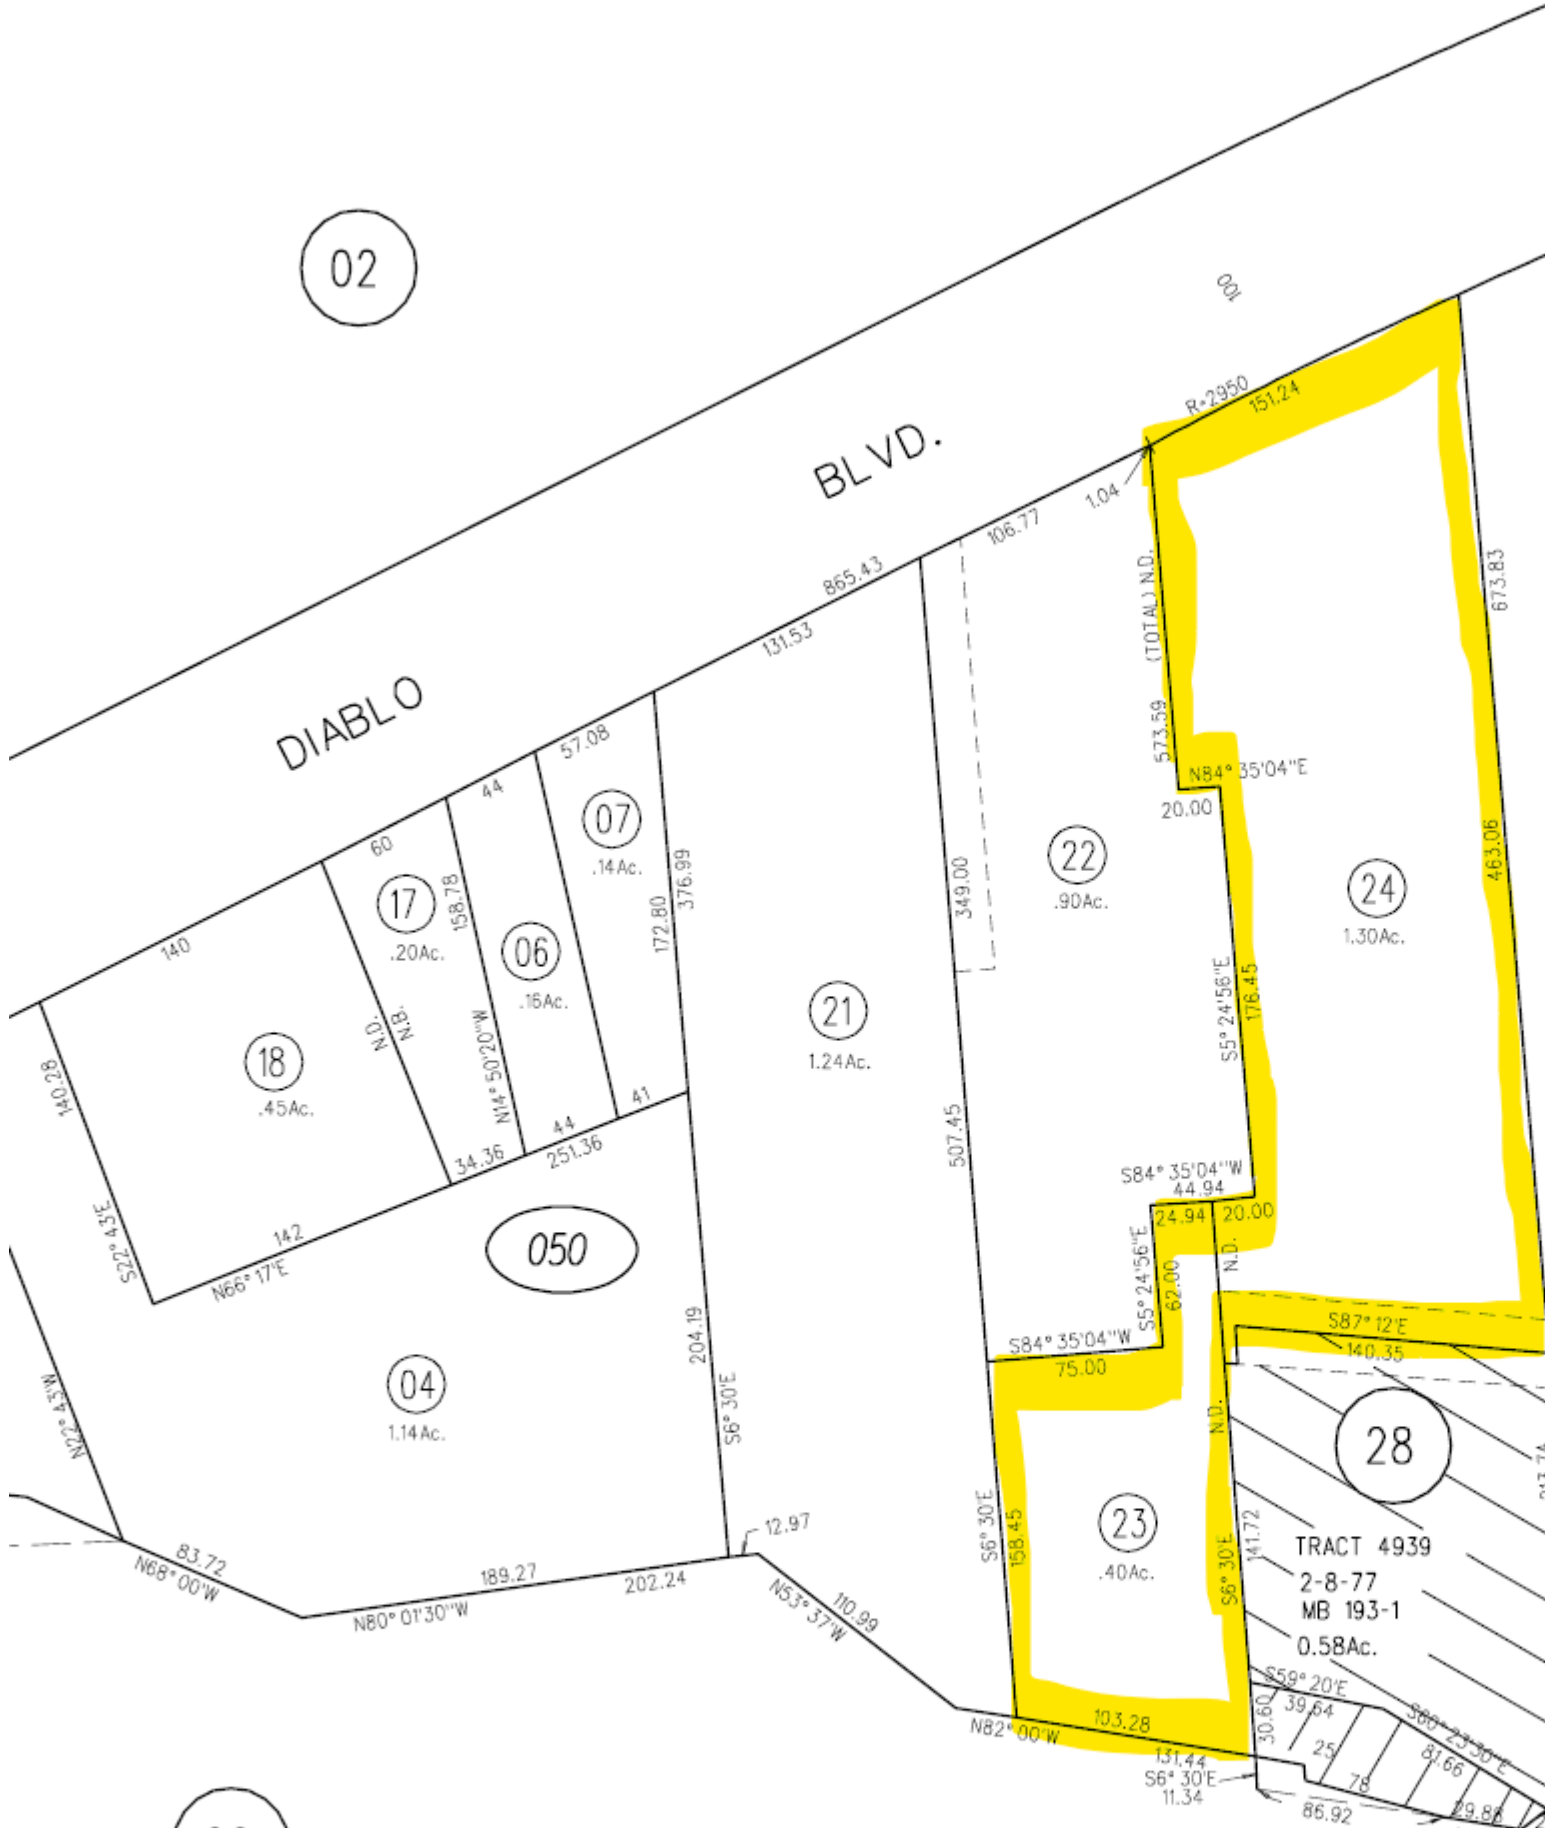 02
100
R=2950
151.24
BLVD.
1.04
106.77
865.43
131.53
(TOTAL) N.D.
573.59
673.83
DIABLO
57.08
44
60
140
N84° 35'04"E
20.00
07
.14Ac.
376.99
172.80
349.00
22
.90Ac.
463.06
24
1.30Ac.
17
.20Ac.
158.78
06
.16Ac.
N.D.
N.B.
N14° 50'20"W
21
1.24Ac.
S5° 24'56"E
176.45
18
.45Ac.
140.28
S22° 43'E
41
44
251.36
34.36
142
N66° 17'E
507.45
S84° 35'04"W
44.94
24.94
20.00
N.D.
S5° 24'56"E
62.00
050
204.19
S6° 30'E
S84° 35'04"W
75.00
S87° 12'E
140.35
04
1.14Ac.
N22° 43'W
N.D.
28
S6° 30'E
158.45
23
.40Ac.
S6° 30'E
141.72
TRACT 4939
2-8-77
MB 193-1
0.58Ac.
12.97
83.72
N68° 00'W
189.27
202.24
N80° 01'30"W
110.99
N53° 37'W
S59° 20'E
39.64
30.60
103.28
N82° 00'W
131.44
S6° 30'E
11.34
25
78
81.66
S60° 23'30"E
86.92
29.88